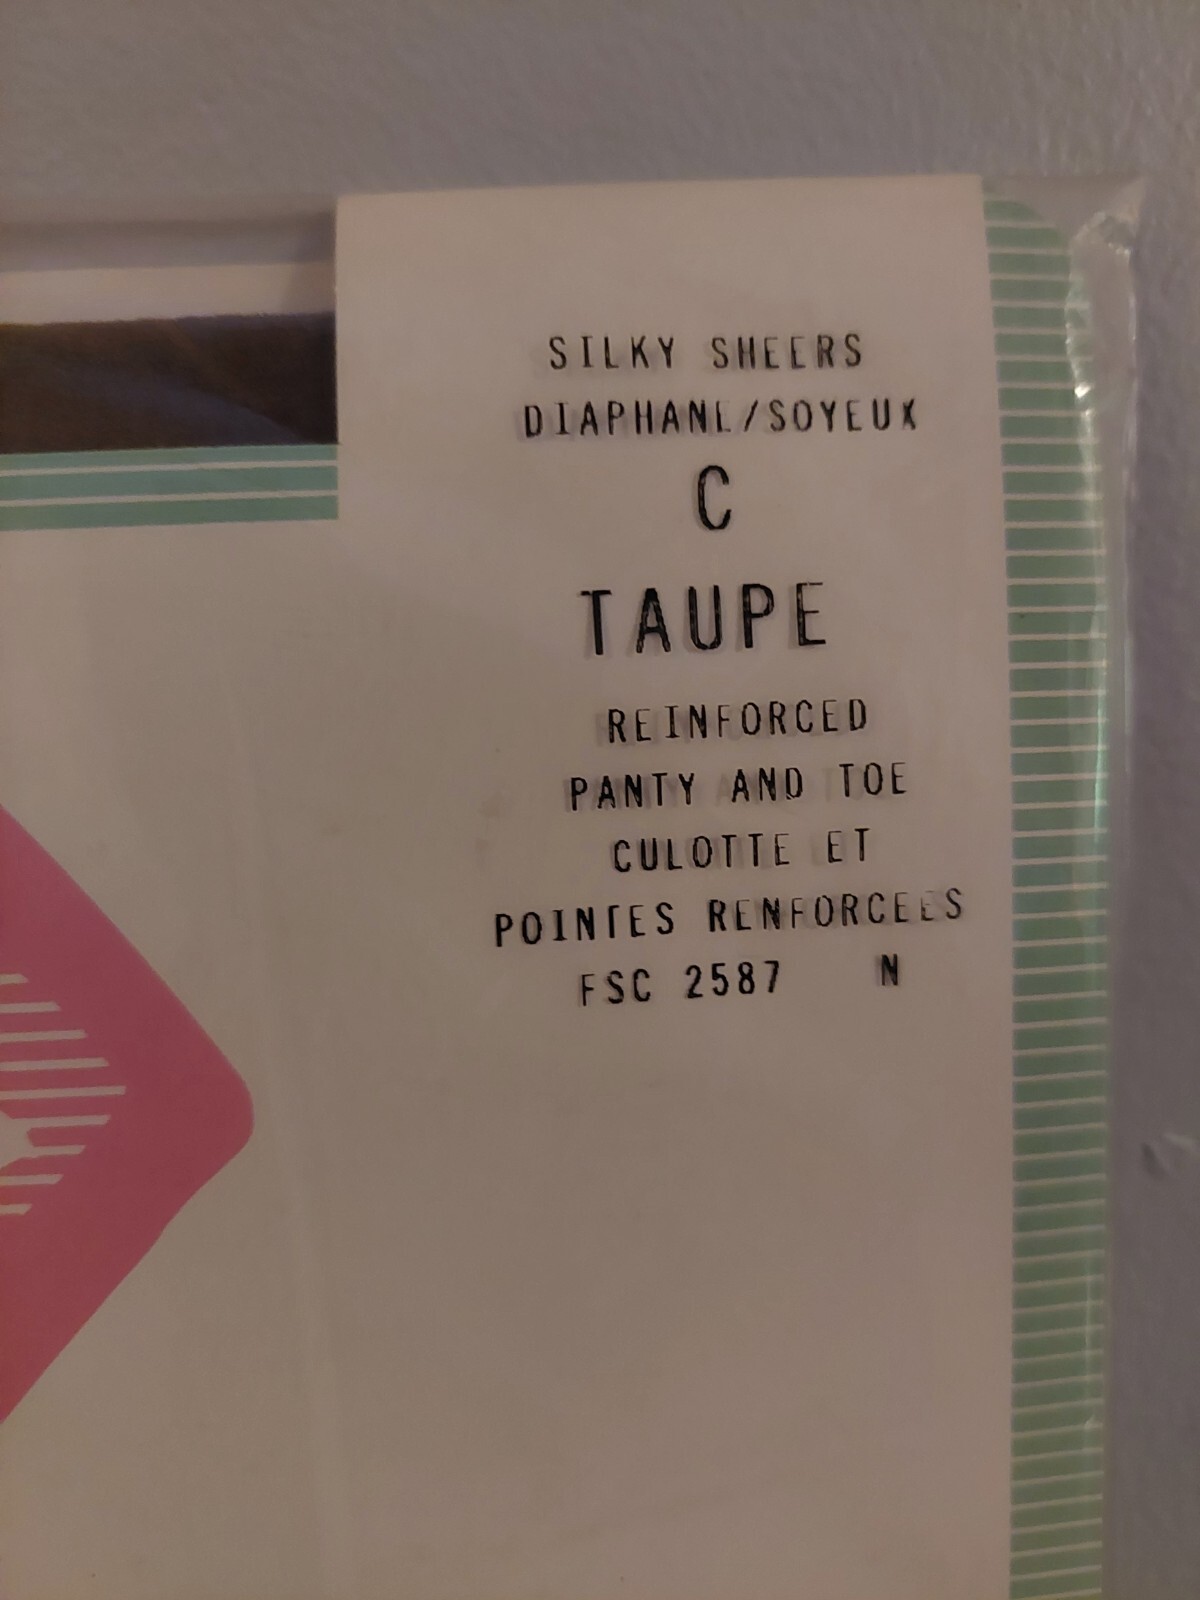 SILKY SHEERS
DIAPHANE/SOYEUX
C
TAUPE
REINFORCED
PANTY AND TOE
CULOTTE ET
POINTES RENFORCEES
FSC 2587 N